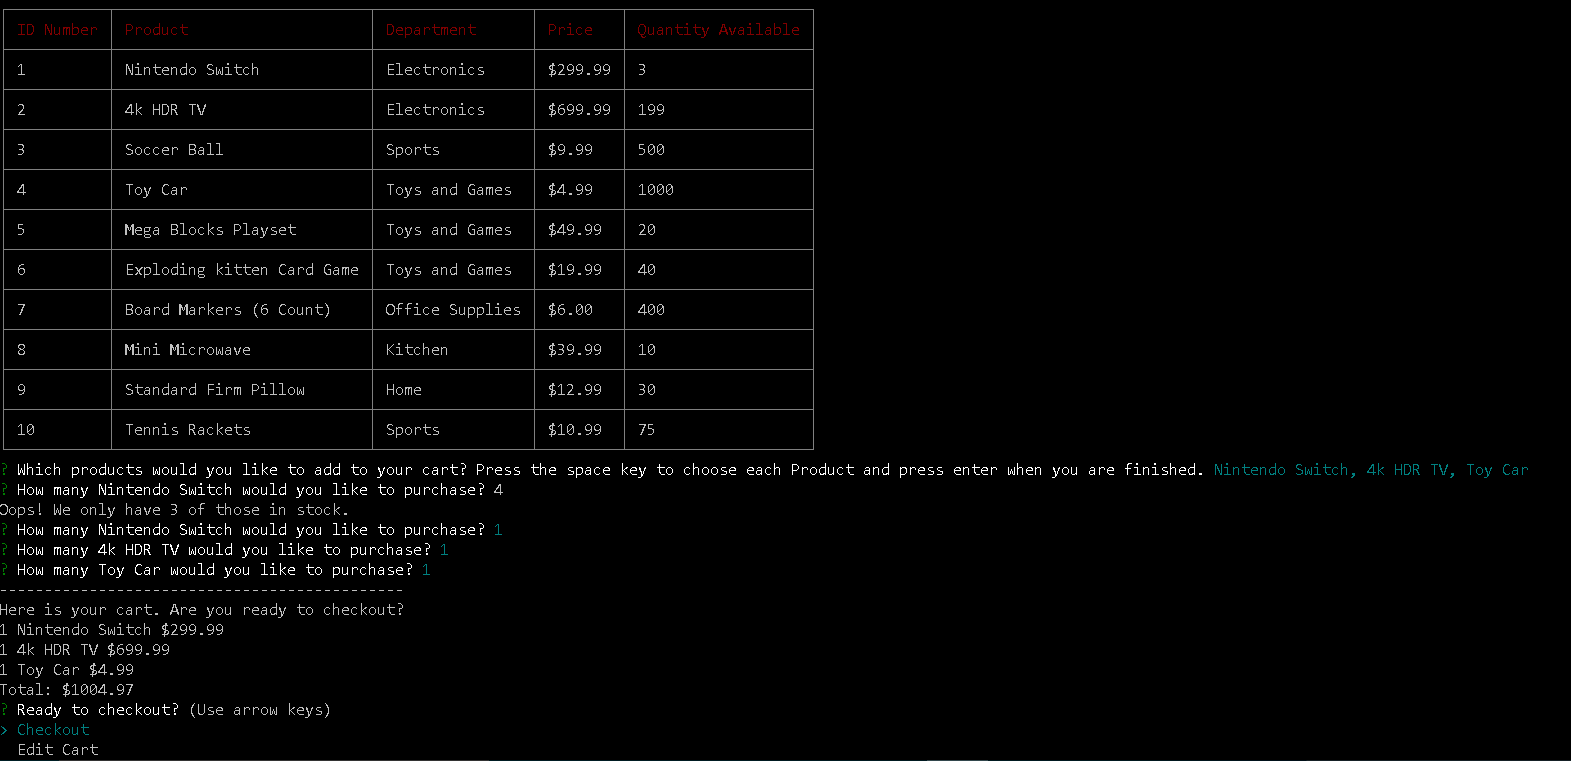 ID Number Product Department Price Quantity Available
1 Nintendo Switch Electronics $299.99 3
2 4k HDR TV Electronics $699.99 199
3 Soccer Ball Sports $9.99 500
4 Toy Car Toys and Games $4.99 1000
5 Mega Blocks Playset Toys and Games $49.99 20
6 Exploding kitten Card Game Toys and Games $19.99 40
7 Board Markers (6 Count) Office Supplies $6.00 400
8 Mini Microwave Kitchen $39.99 10
9 Standard Firm Pillow Home $12.99 30
10 Tennis Rackets Sports $10.99 75
? Which products would you like to add to your cart? Press the space key to choose each Product and press enter when you are finished. Nintendo Switch, 4k HDR TV, Toy Car
? How many Nintendo Switch would you like to purchase? 4
Oops! We only have 3 of those in stock.
? How many Nintendo Switch would you like to purchase? 1
? How many 4k HDR TV would you like to purchase? 1
? How many Toy Car would you like to purchase? 1
---------------------------------------------
Here is your cart. Are you ready to checkout?
1 Nintendo Switch $299.99
1 4k HDR TV $699.99
1 Toy Car $4.99
Total: $1004.97
? Ready to checkout? (Use arrow keys)
> Checkout
Edit Cart